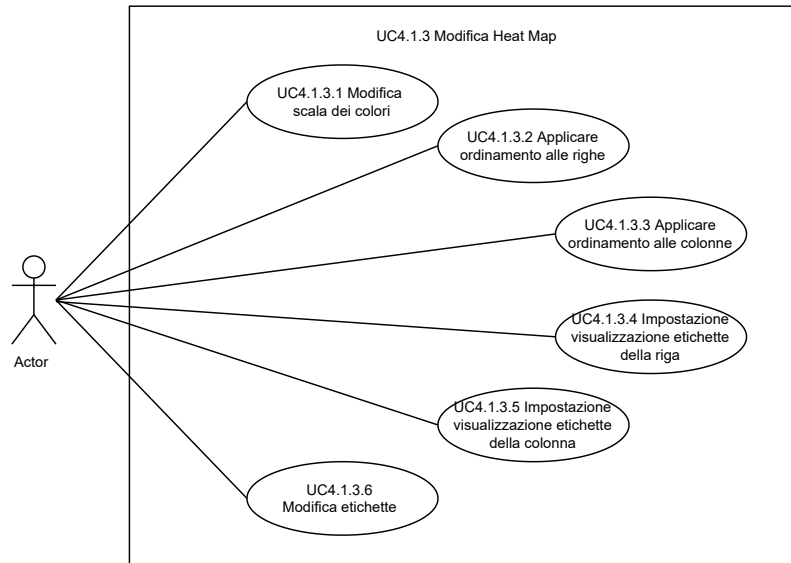 UC4.1.3 Modifica Heat Map
UC4.1.3.1 Modifica
scala dei colori
UC4.1.3.2 Applicare
ordinamento alle righe
UC4.1.3.3 Applicare
ordinamento alle colonne
UC4.1.3.4 Impostazione
visualizzazione etichette
della riga
Actor
UC4.1.3.5 Impostazione
visualizzazione etichette
della colonna
UC4.1.3.6
Modifica etichette